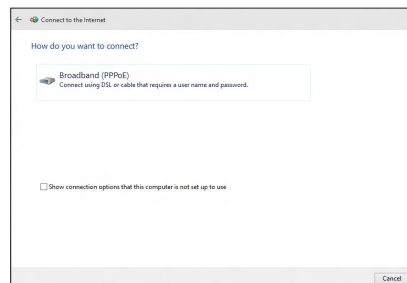 Connect to the Internet
How do you want to connect?
Broadband (PPPoE)
Connect using DSL or cable that requires a user name and password.
Show connection options that this computer is not set up to use
Cancel